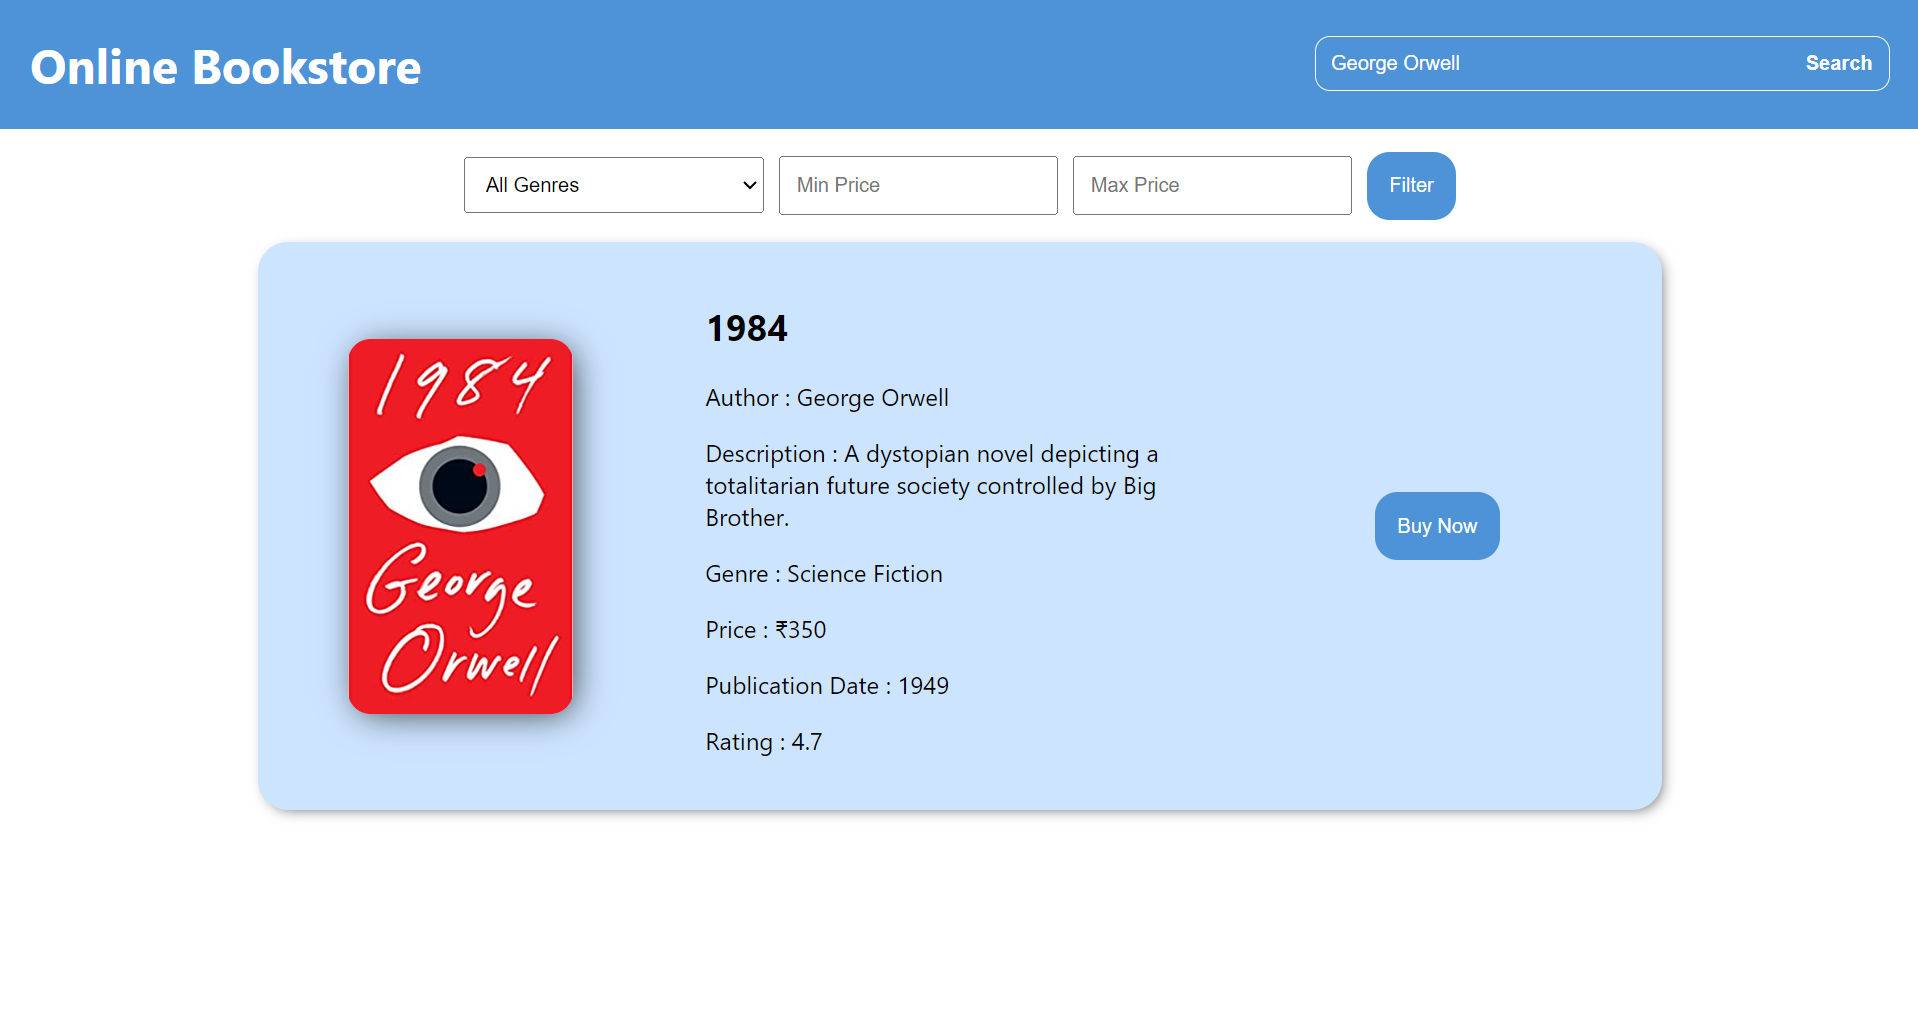 Online Bookstore
George Orwell
Search
All Genres
Min Price
Max Price
Filter
1984
George
Orwell
1984
Author : George Orwell
Description : A dystopian novel depicting a
totalitarian future society controlled by Big
Brother.
Genre : Science Fiction
Price : ₹350
Publication Date : 1949
Rating : 4.7
Buy Now